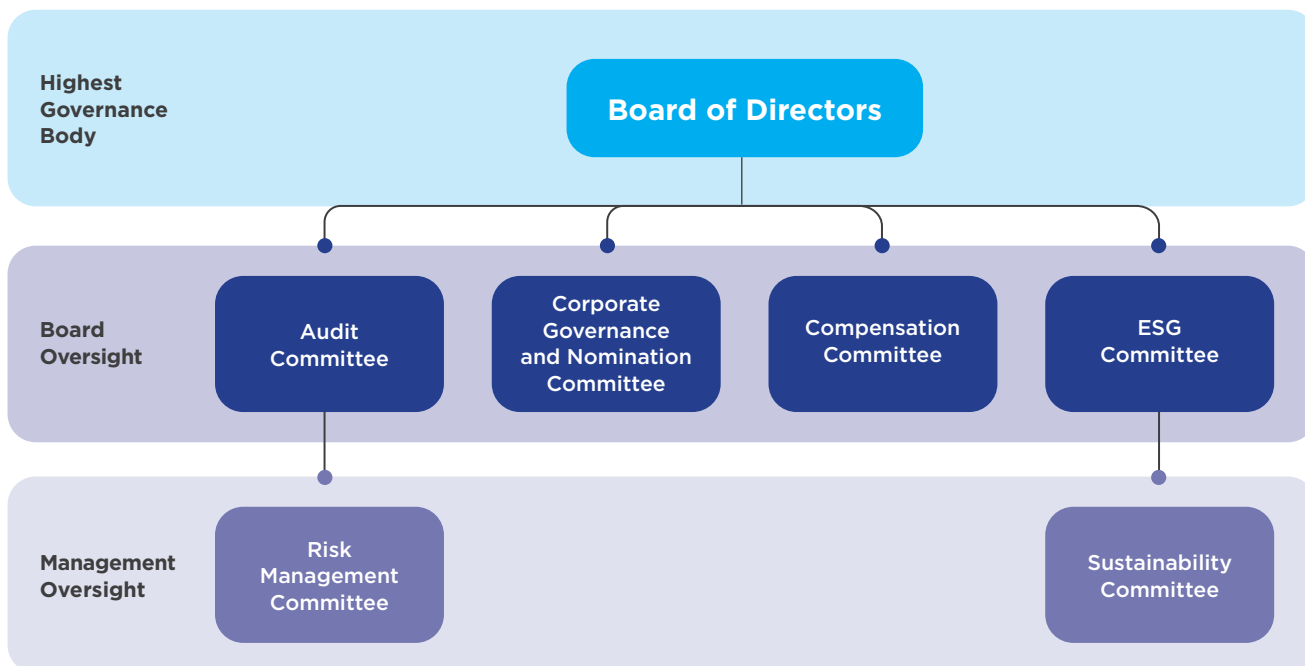 Highest
Governance
Body
Board of Directors
Board
Oversight
Audit
Committee
Corporate
Governance
and Nomination
Committee
Compensation
Committee
ESG
Committee
Management
Oversight
Risk
Management
Committee
Sustainability
Committee